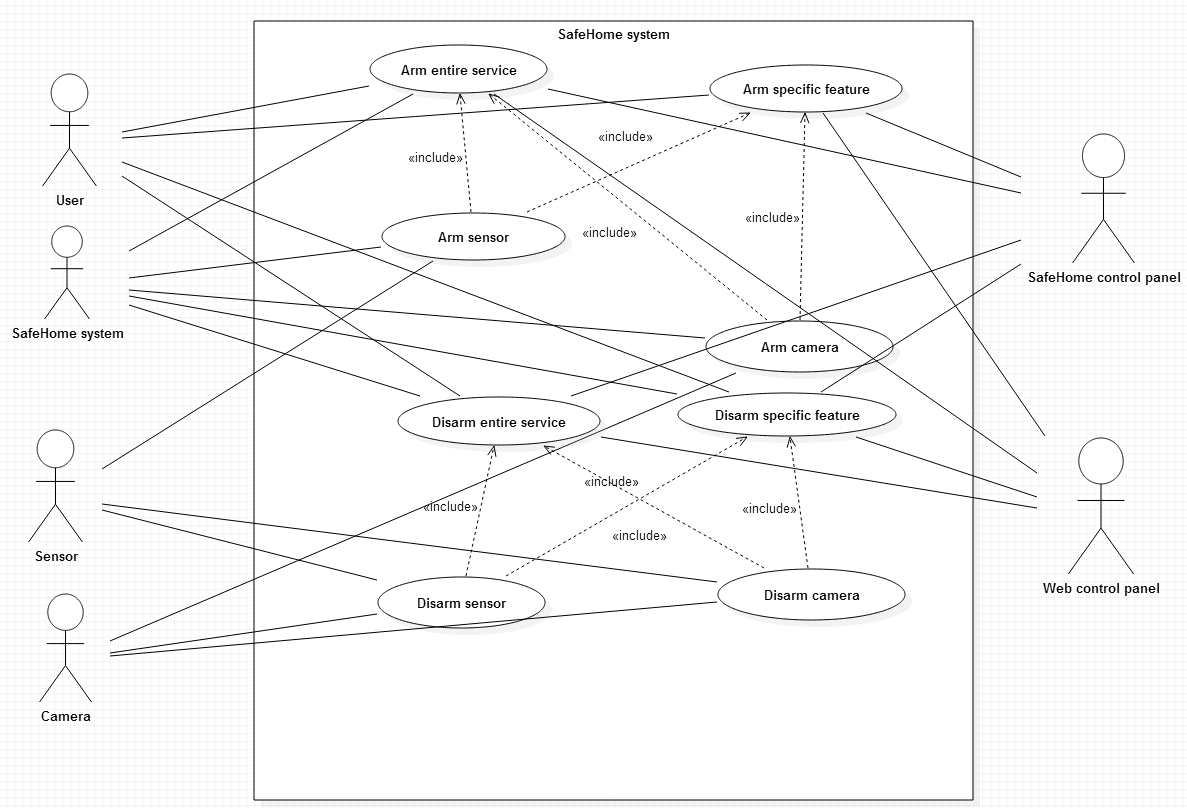 SafeHome system
Arm entire service
Arm specific feature
«include»
«include»
User
«include»
«include»
Arm sensor
SafeHome control panel
SafeHome system
Arm camera
Disarm entire service
Disarm specific feature
«include»
«include»
«include»
«include»
Sensor
Web control panel
Disarm sensor
Disarm camera
Camera